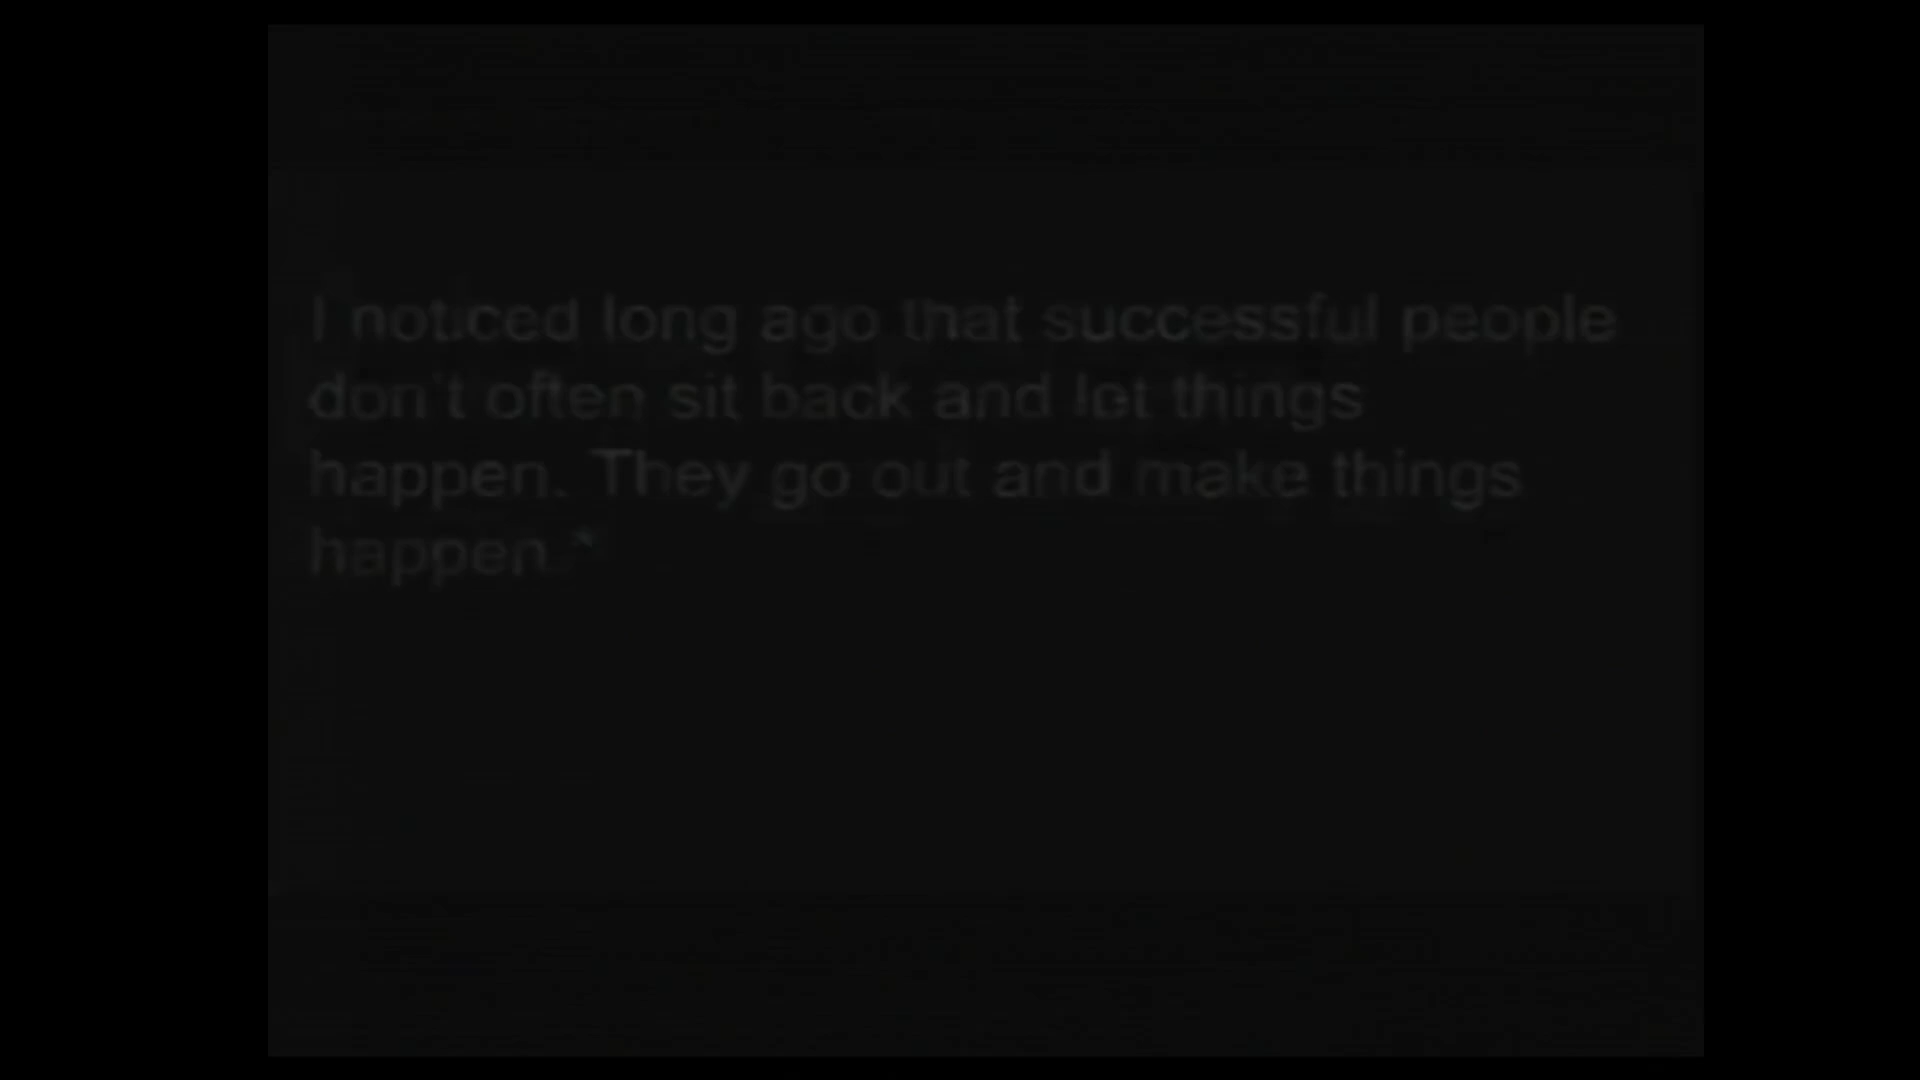 I noticed long ago that successful people
don't often sit back and let things
happen. They go out and make things
happen."